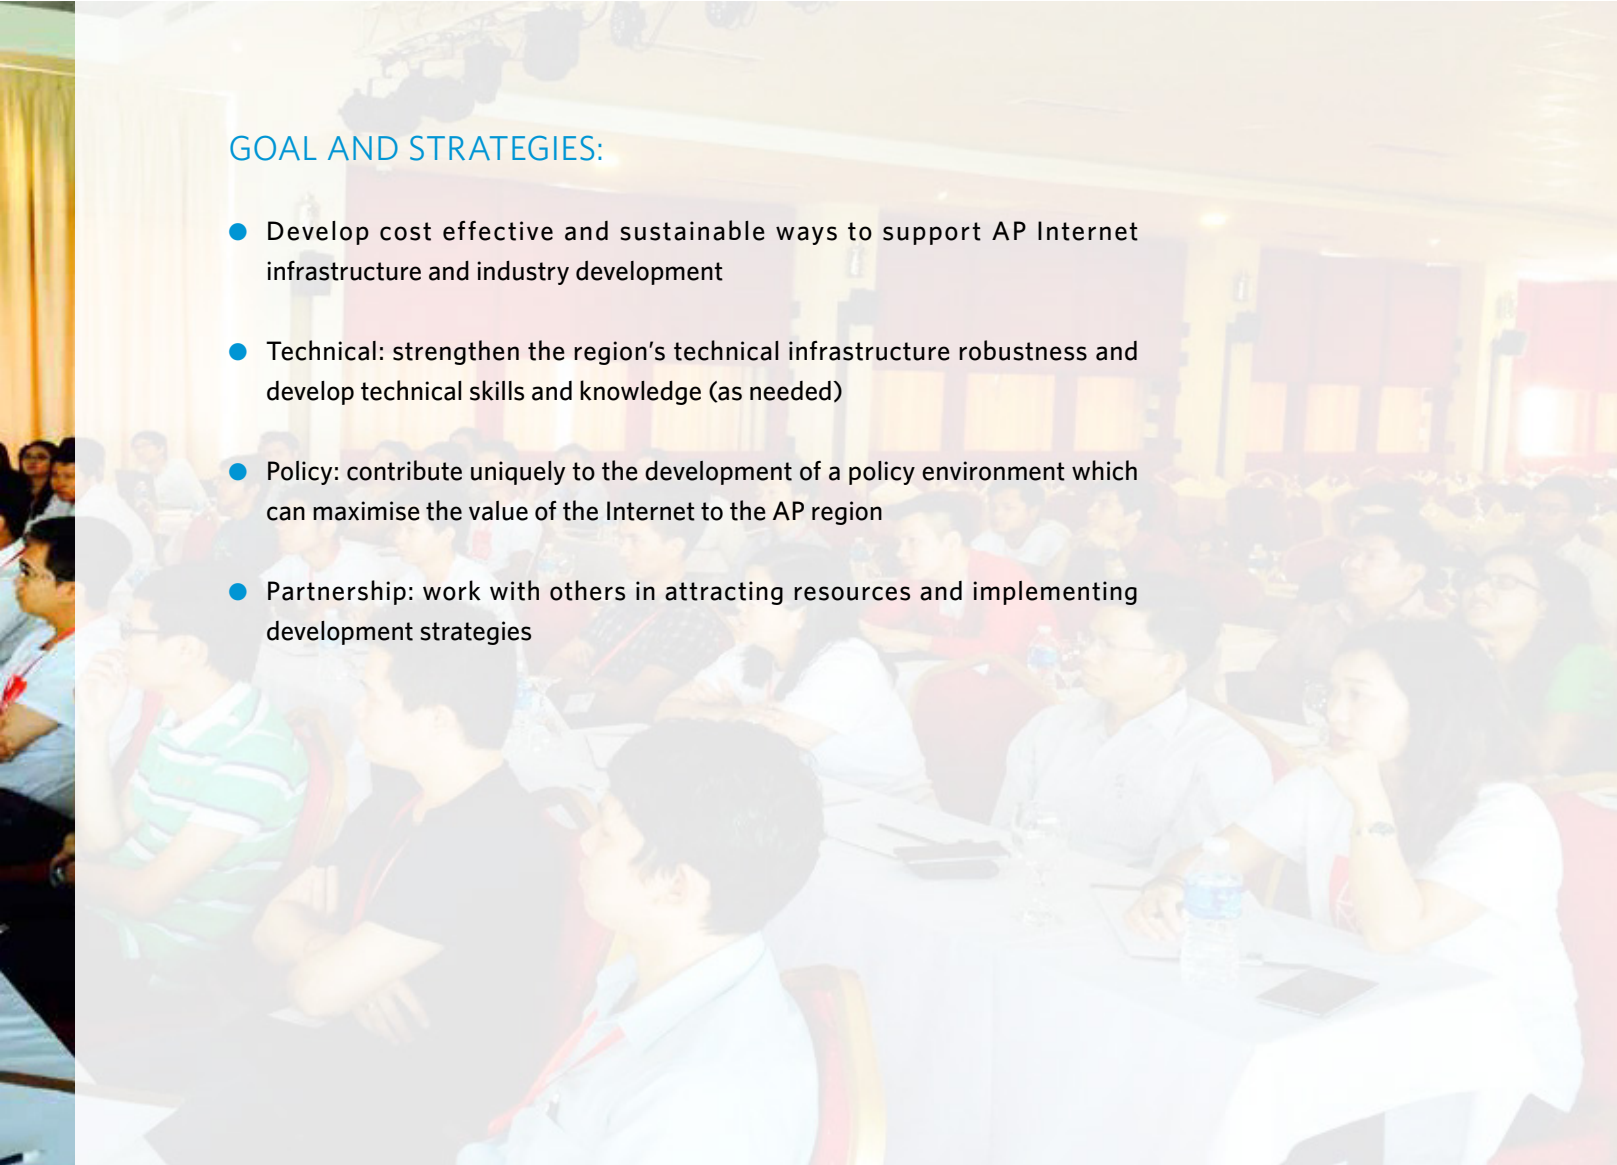 GOAL AND STRATEGIES:
● Develop cost effective and sustainable ways to support AP Internet
infrastructure and industry development
● Technical: strengthen the region’s technical infrastructure robustness and
develop technical skills and knowledge (as needed)
● Policy: contribute uniquely to the development of a policy environment which
can maximise the value of the Internet to the AP region
● Partnership: work with others in attracting resources and implementing
development strategies